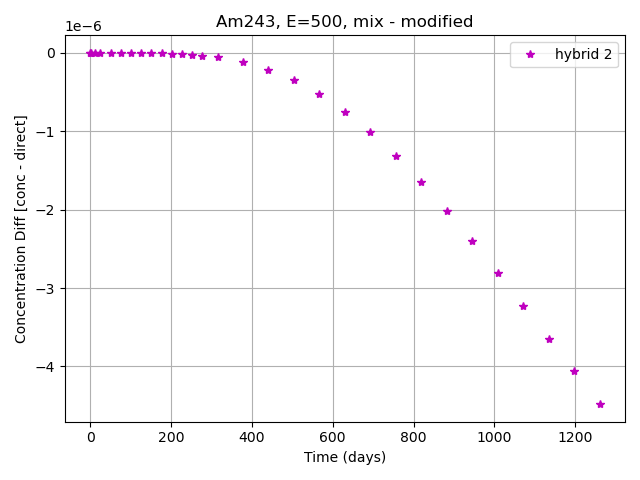 Am243, E=500, mix - modified
1e−6
hybrid 2
0
−1
−2
−3
−4
Concentration Diff [conc - direct]
0 200 400 600 800 1000 1200
Time (days)